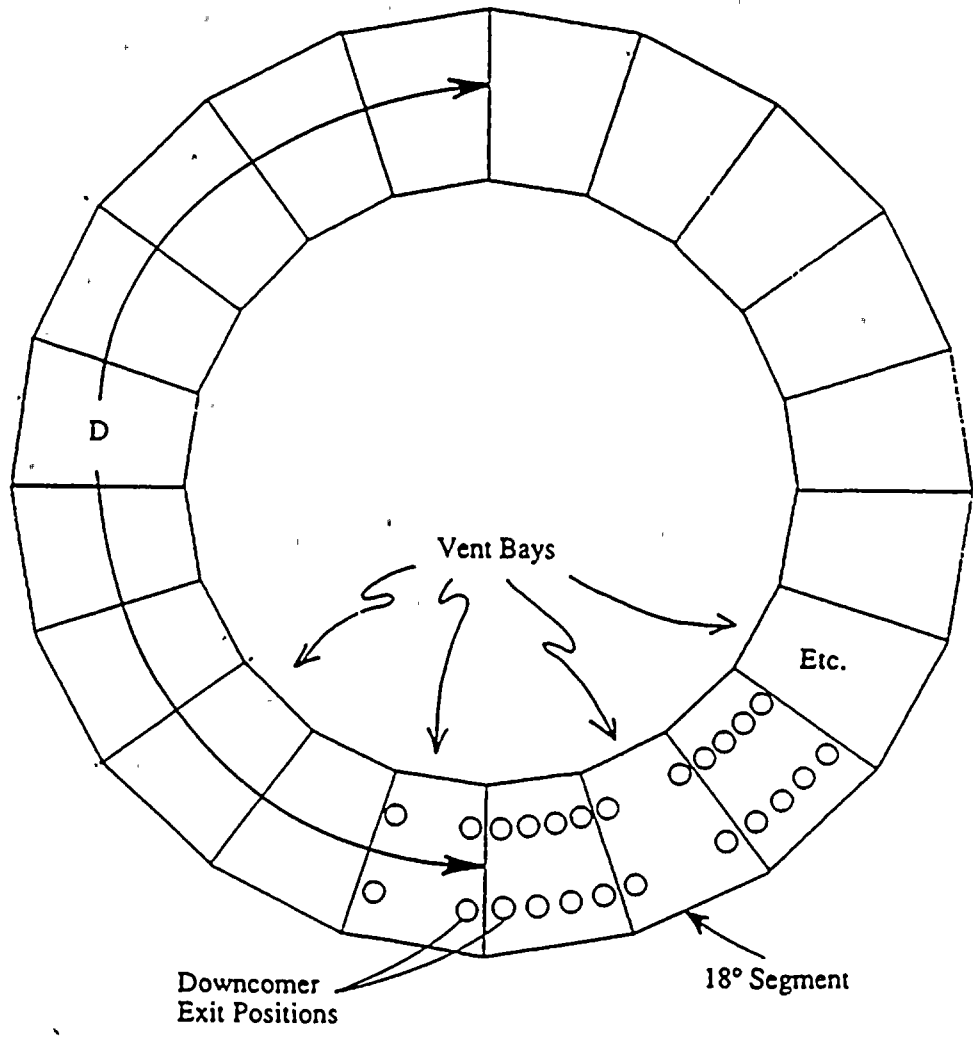 D
Vent Bays
Etc.
Downcomer
Exit Positions
18° Segment